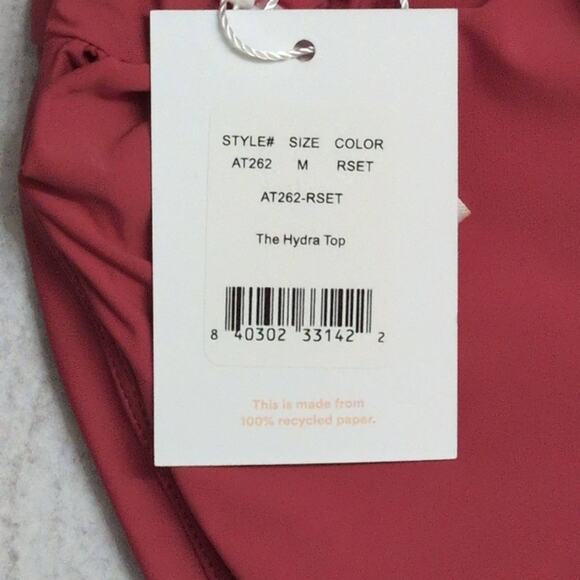 STYLE# SIZE COLOR
AT262 M RSET
AT262-RSET
The Hydra Top
8 40302 33142 2
This is made from
100% recycled paper.